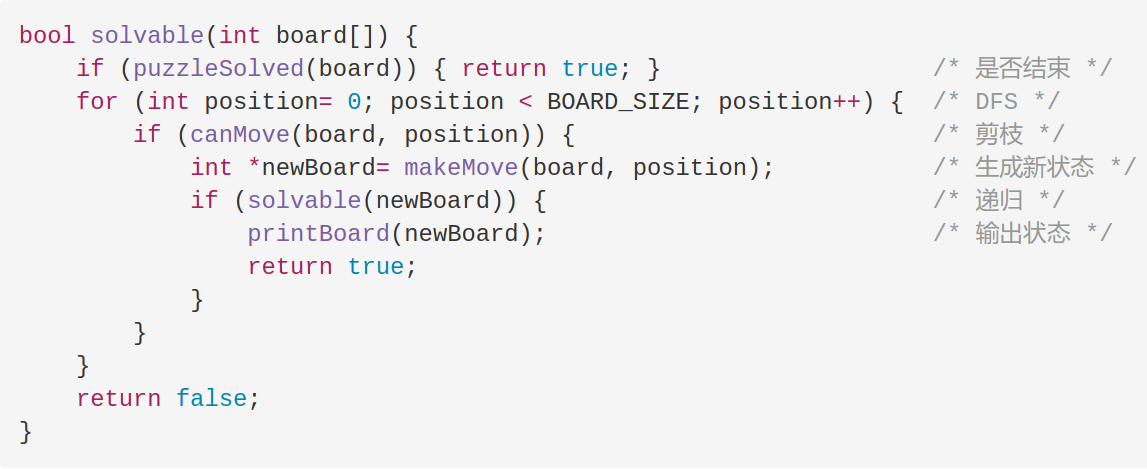 bool solvable(int board[]) {
    if (puzzleSolved(board)) { return true; }                   /* 是否结束 */
    for (int position= 0; position < BOARD_SIZE; position++) {  /* DFS */
        if (canMove(board, position)) {                         /* 剪枝 */
            int *newBoard= makeMove(board, position);           /* 生成新状态 */
            if (solvable(newBoard)) {                           /* 递归 */
                printBoard(newBoard);                           /* 输出状态 */
                return true;
            }
        }
    }
    return false;
}